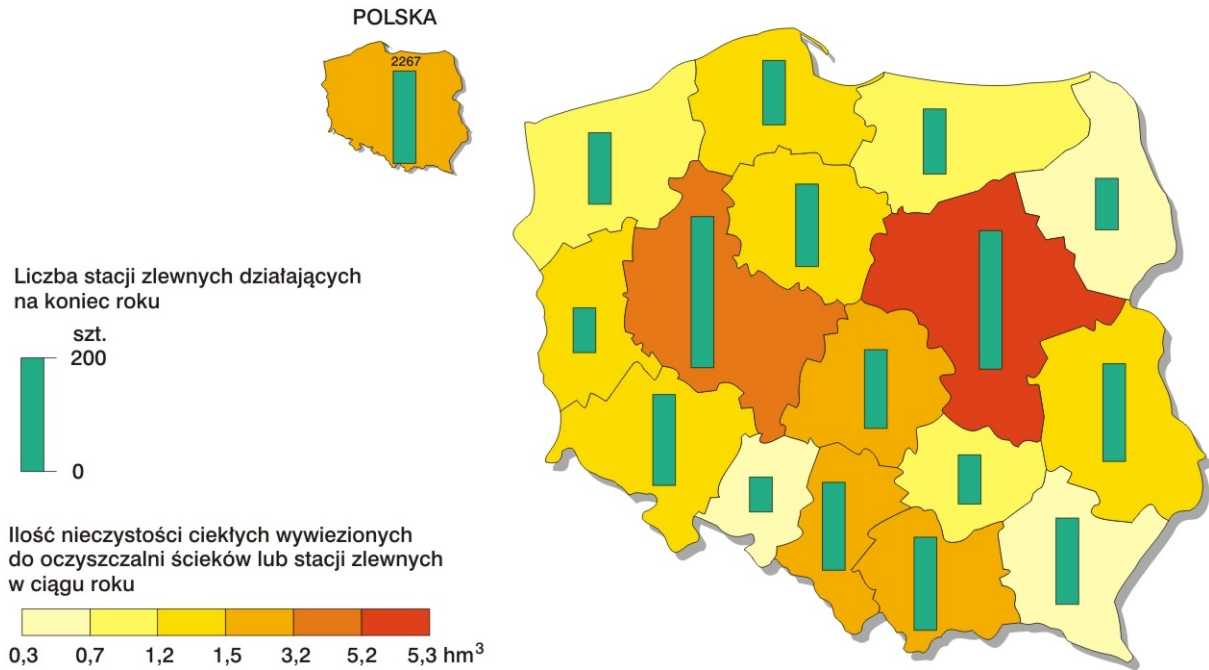 POLSKA
2267
Liczba stacji zlewnych działających
na koniec roku
szt.
200
0
Ilość nieczystości ciekłych wywiezionych
do oczyszczalni ścieków lub stacji zlewnych
w ciągu roku
0,3 0,7 1,2 1,5 3,2 5,2 5,3 hm³